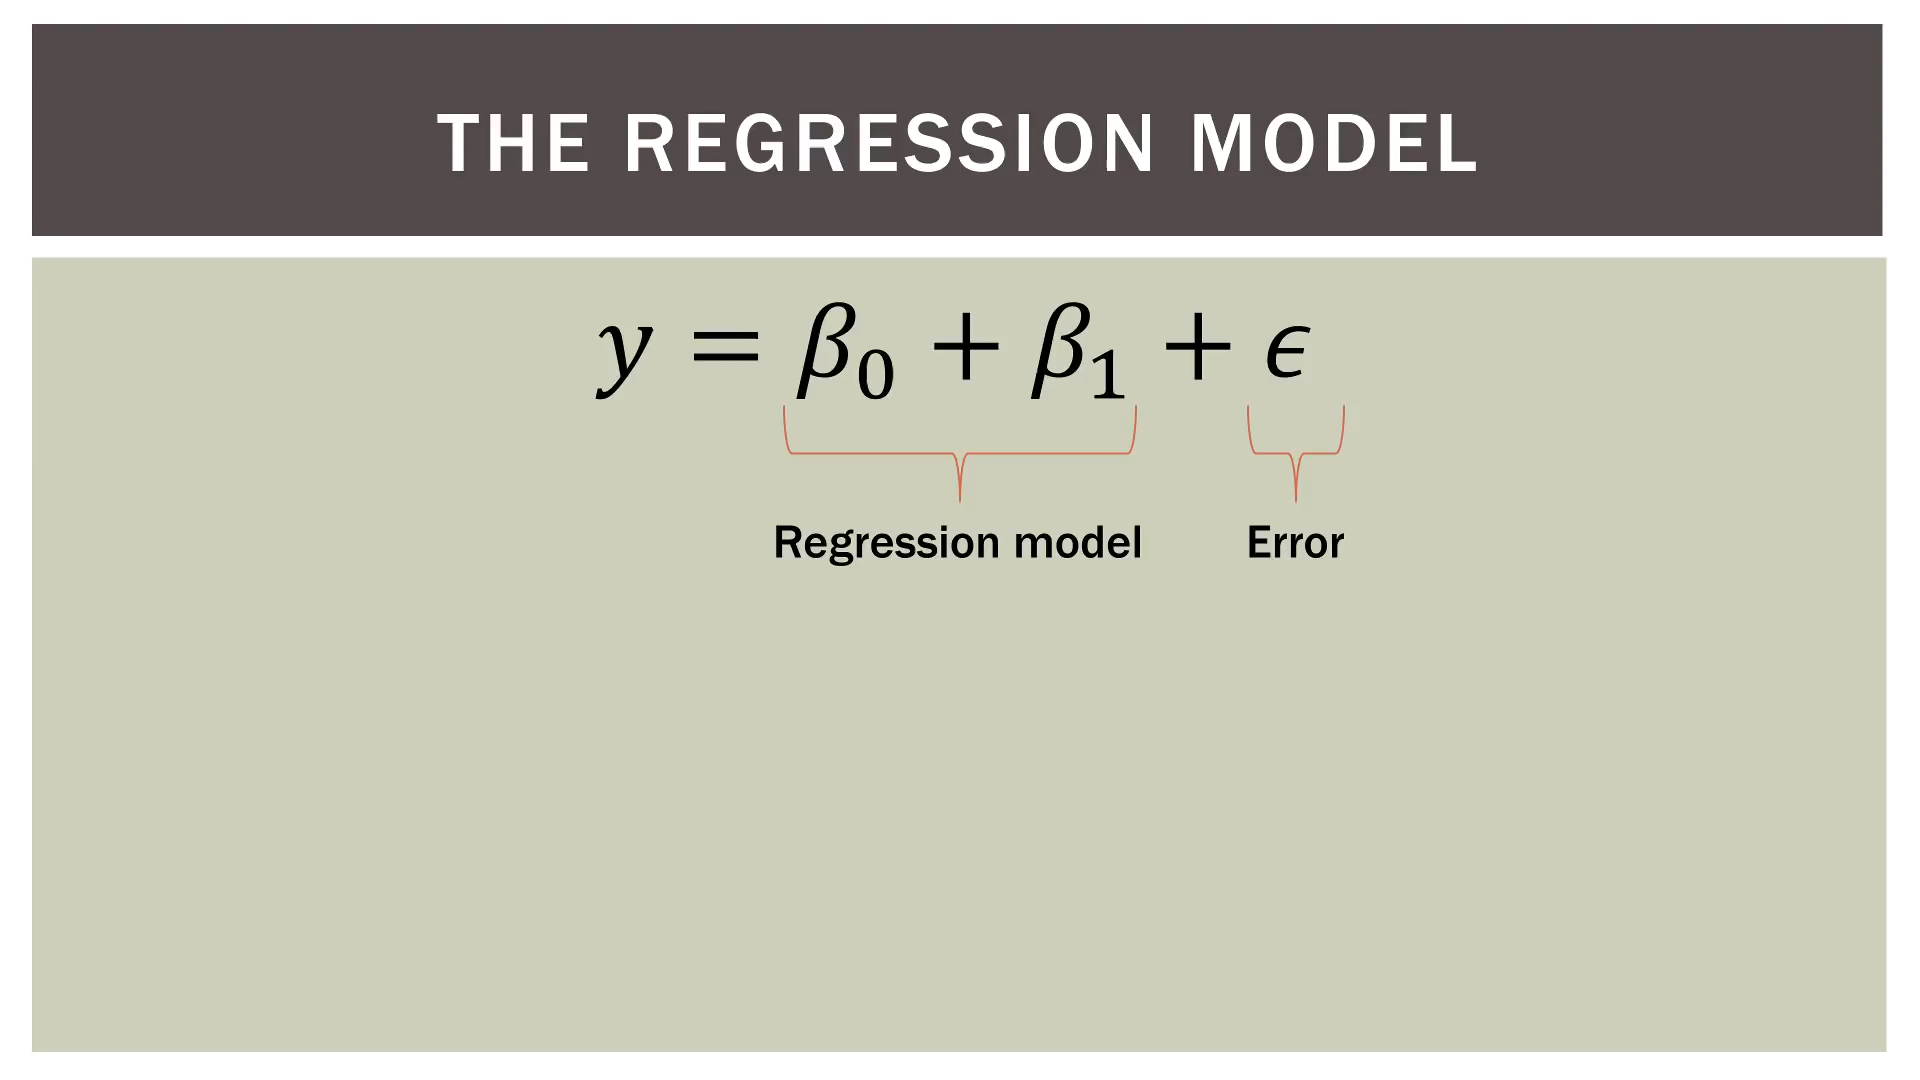 THE REGRESSION MODEL
y = β₀ + β₁ + ϵ
Regression model Error